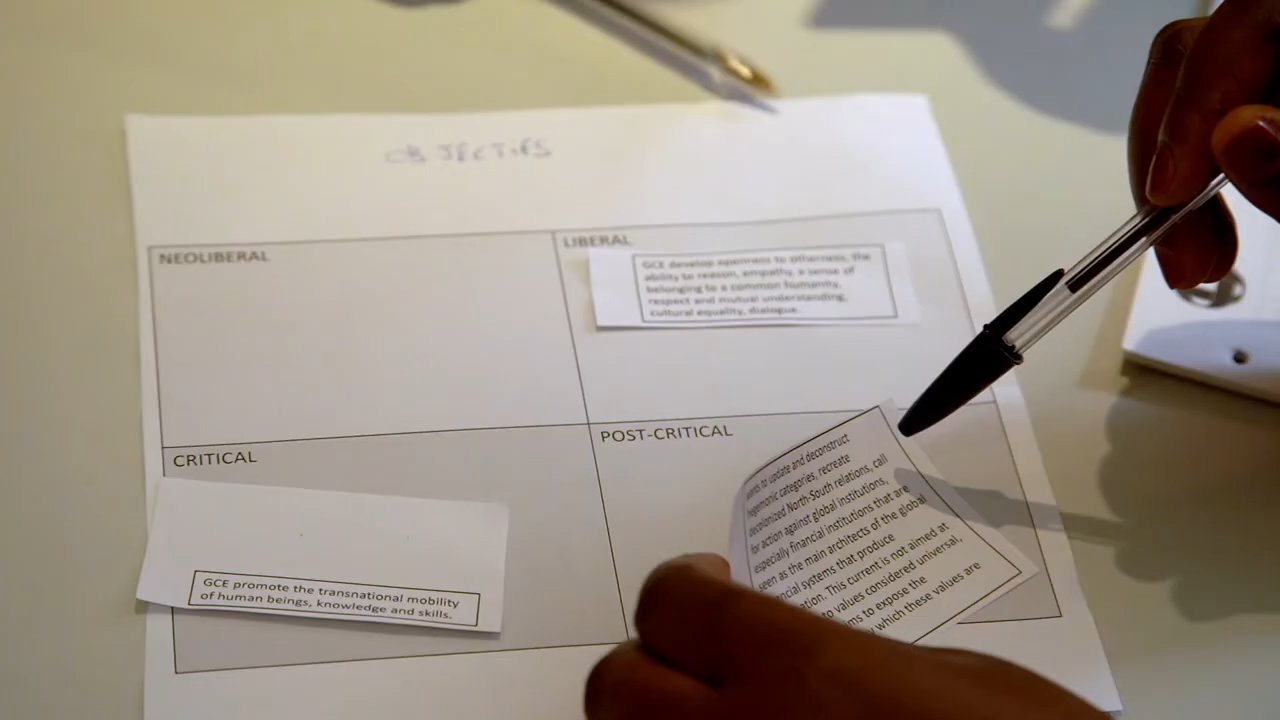 OBJECTIFS
NEOLIBERAL
LIBERAL
GCE develop openness to otherness, the
ability to reason, empathy, a sense of
belonging to a common humanity,
respect and mutual understanding,
cultural equality, dialogue.
CRITICAL
GCE promote the transnational mobility
of human beings, knowledge and skills.
POST-CRITICAL
wants to update and deconstruct
hegemonic categories, recreate
decolonized North-South relations, call
for action against global institutions,
especially financial institutions that are
seen as the main architects of the global
systems that produce
This current is not aimed at
to values considered universal,
to expose the
which these values are